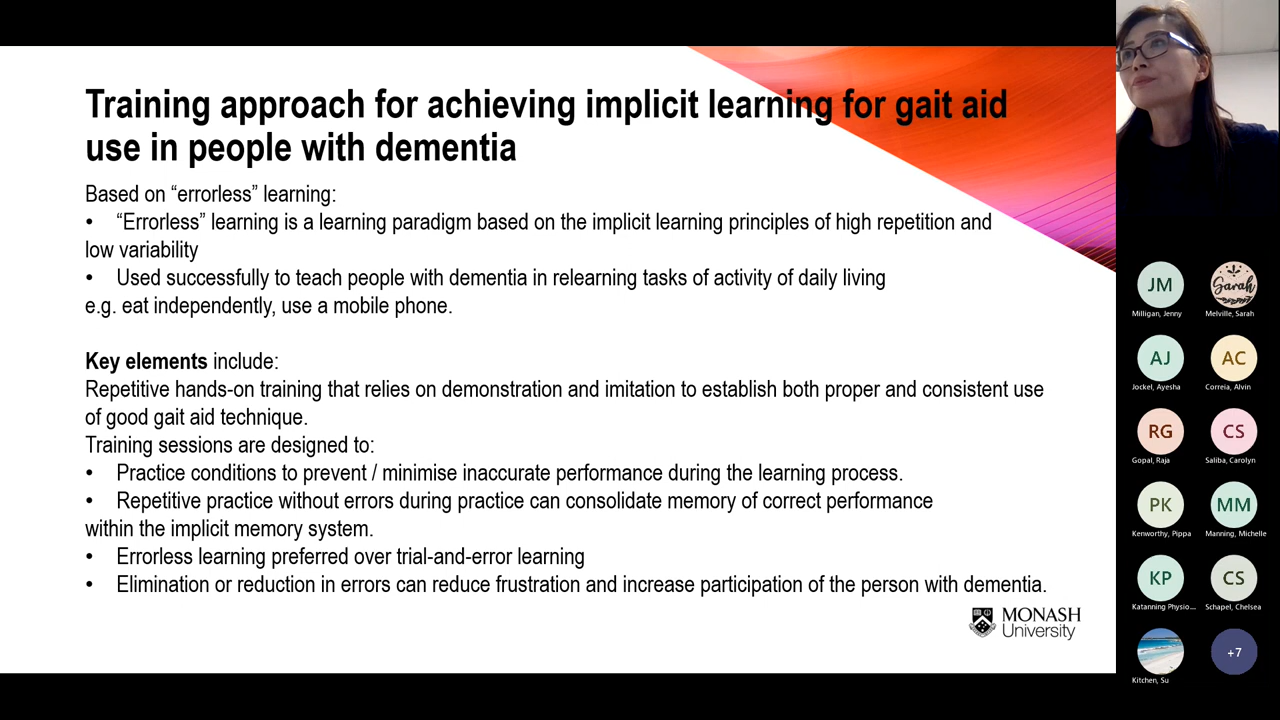 Training approach for achieving implicit learning for gait aid
use in people with dementia
Based on “errorless” learning:
• “Errorless” learning is a learning paradigm based on the implicit learning principles of high repetition and
low variability
• Used successfully to teach people with dementia in relearning tasks of activity of daily living
e.g. eat independently, use a mobile phone.
Key elements include:
Repetitive hands-on training that relies on demonstration and imitation to establish both proper and consistent use
of good gait aid technique.
Training sessions are designed to:
• Practice conditions to prevent / minimise inaccurate performance during the learning process.
• Repetitive practice without errors during practice can consolidate memory of correct performance
within the implicit memory system.
• Errorless learning preferred over trial-and-error learning
• Elimination or reduction in errors can reduce frustration and increase participation of the person with dementia.
MONASH
University
JM
Milligan, Jenny
Sarah
Melville, Sarah
AJ
Jockel, Ayesha
AC
Correia, Alvin
RG
Gopal, Raja
CS
Saliba, Carolyn
PK
Kenworthy, Pippa
MM
Manning, Michelle
KP
Katanning Physio...
CS
Schapel, Chelsea
Kitchen, Su
+7